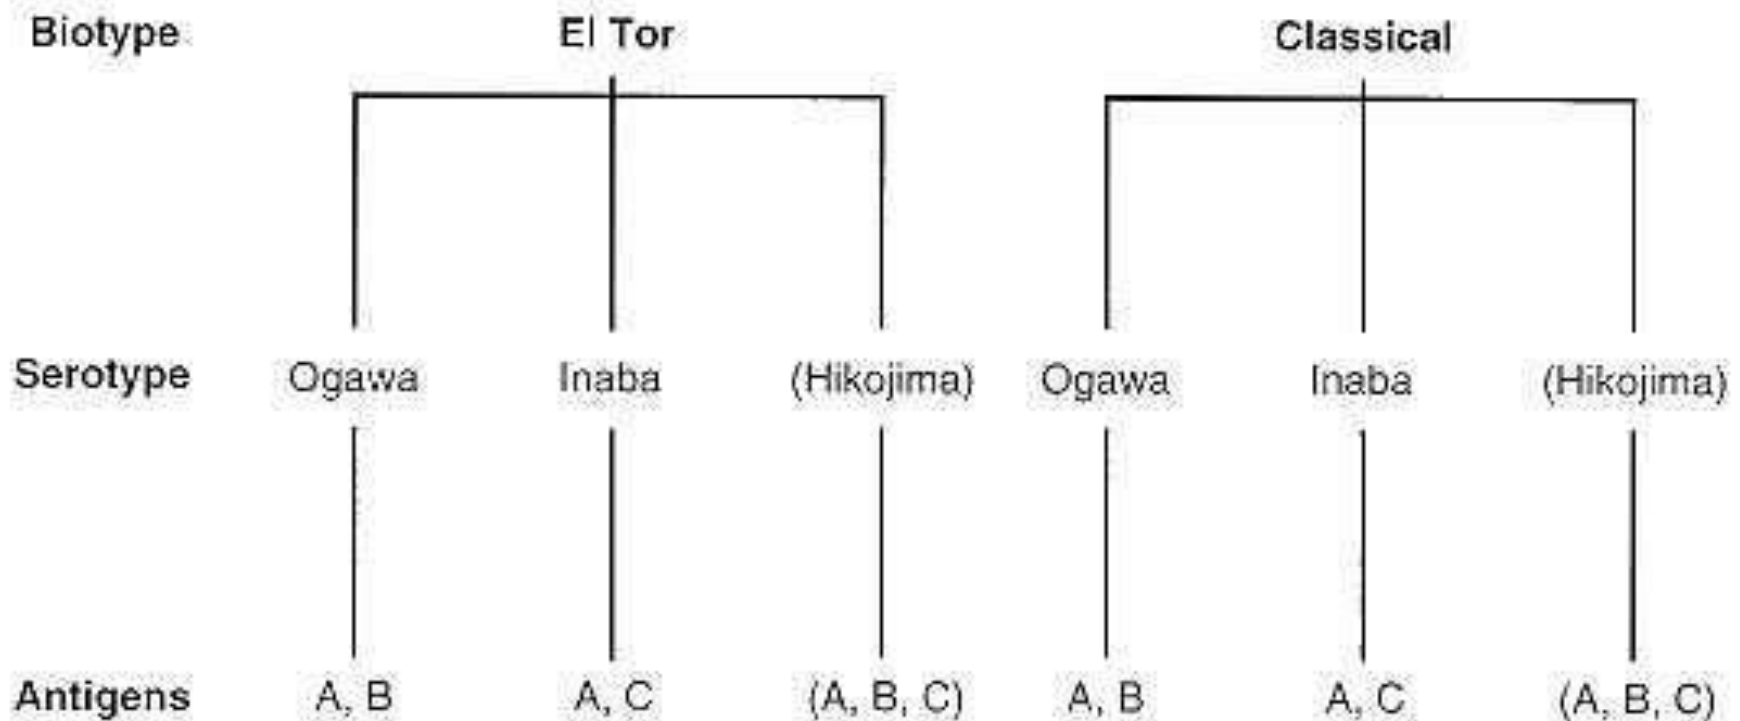 Biotype El Tor Classical
Serotype Ogawa Inaba (Hikojima) Ogawa Inaba (Hikojima)
Antigens A, B A, C (A, B, C) A, B A, C (A, B, C)